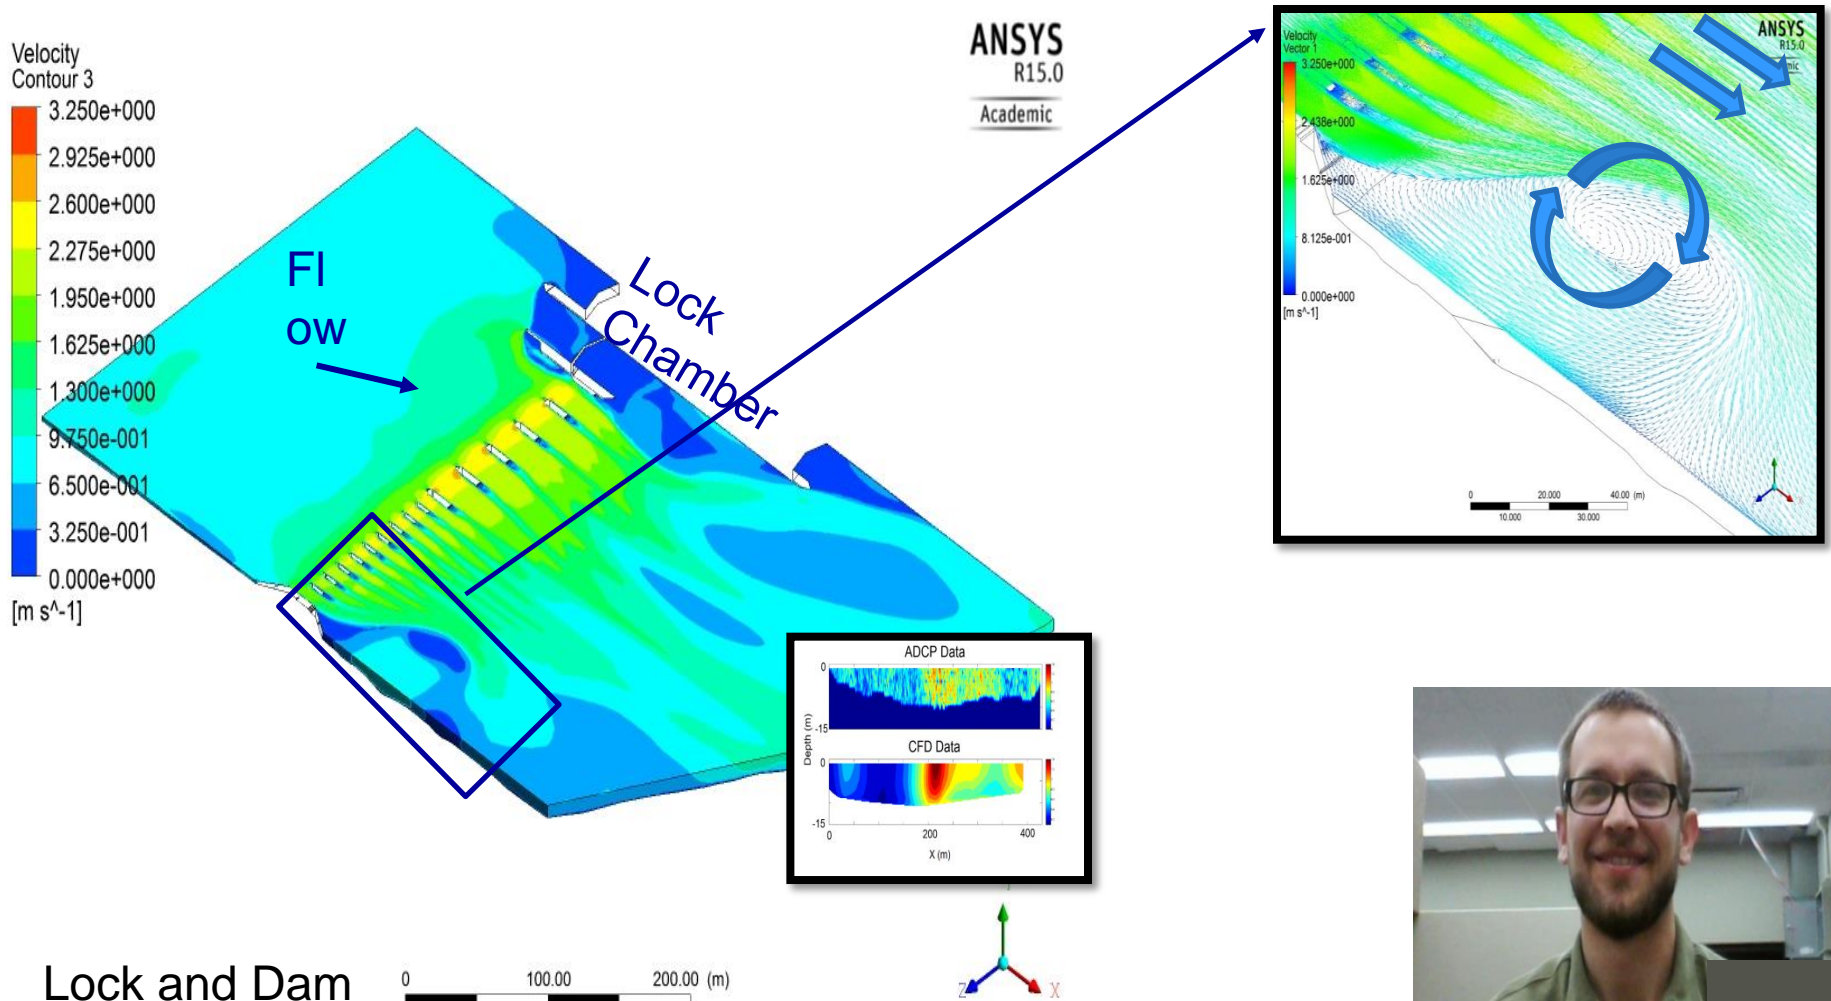 Velocity
Contour 3
3.250e+000
2.925e+000
2.600e+000
2.275e+000
1.950e+000
1.625e+000
1.300e+000
9.750e-001
6.500e-001
3.250e-001
0.000e+000
[m s^-1]
ANSYS
R15.0
Academic
Fl
ow
Lock
Chamber
Velocity
Vector 1
3.250e+000
2.438e+000
1.625e+000
8.125e-001
0.000e+000
[m s^-1]
ANSYS
R15.0
0 20.000 40.00 (m)
10.000 30.000
ADCP Data
0
-15
Depth (m)
CFD Data
0
-15
0 200 400
X (m)
Z X
Lock and Dam
0 100.00 200.00 (m)